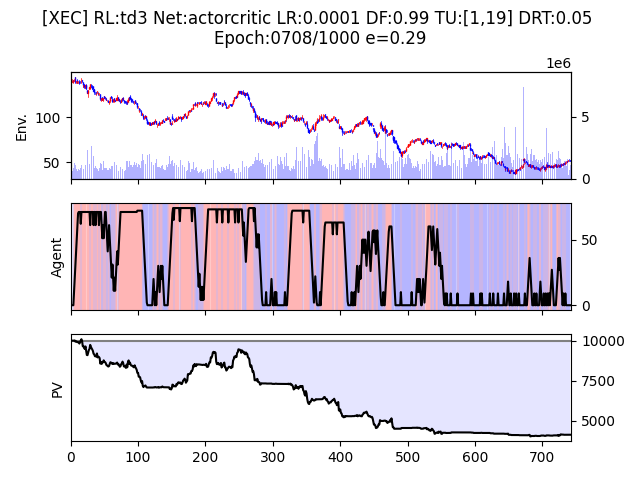 [XEC] RL:td3 Net:actorcritic LR:0.0001 DF:0.99 TU:[1,19] DRT:0.05
Epoch:0708/1000 e=0.29
1e6
Env.
100
50
5
0
Agent
50
0
PV
10000
7500
5000
0 100 200 300 400 500 600 700